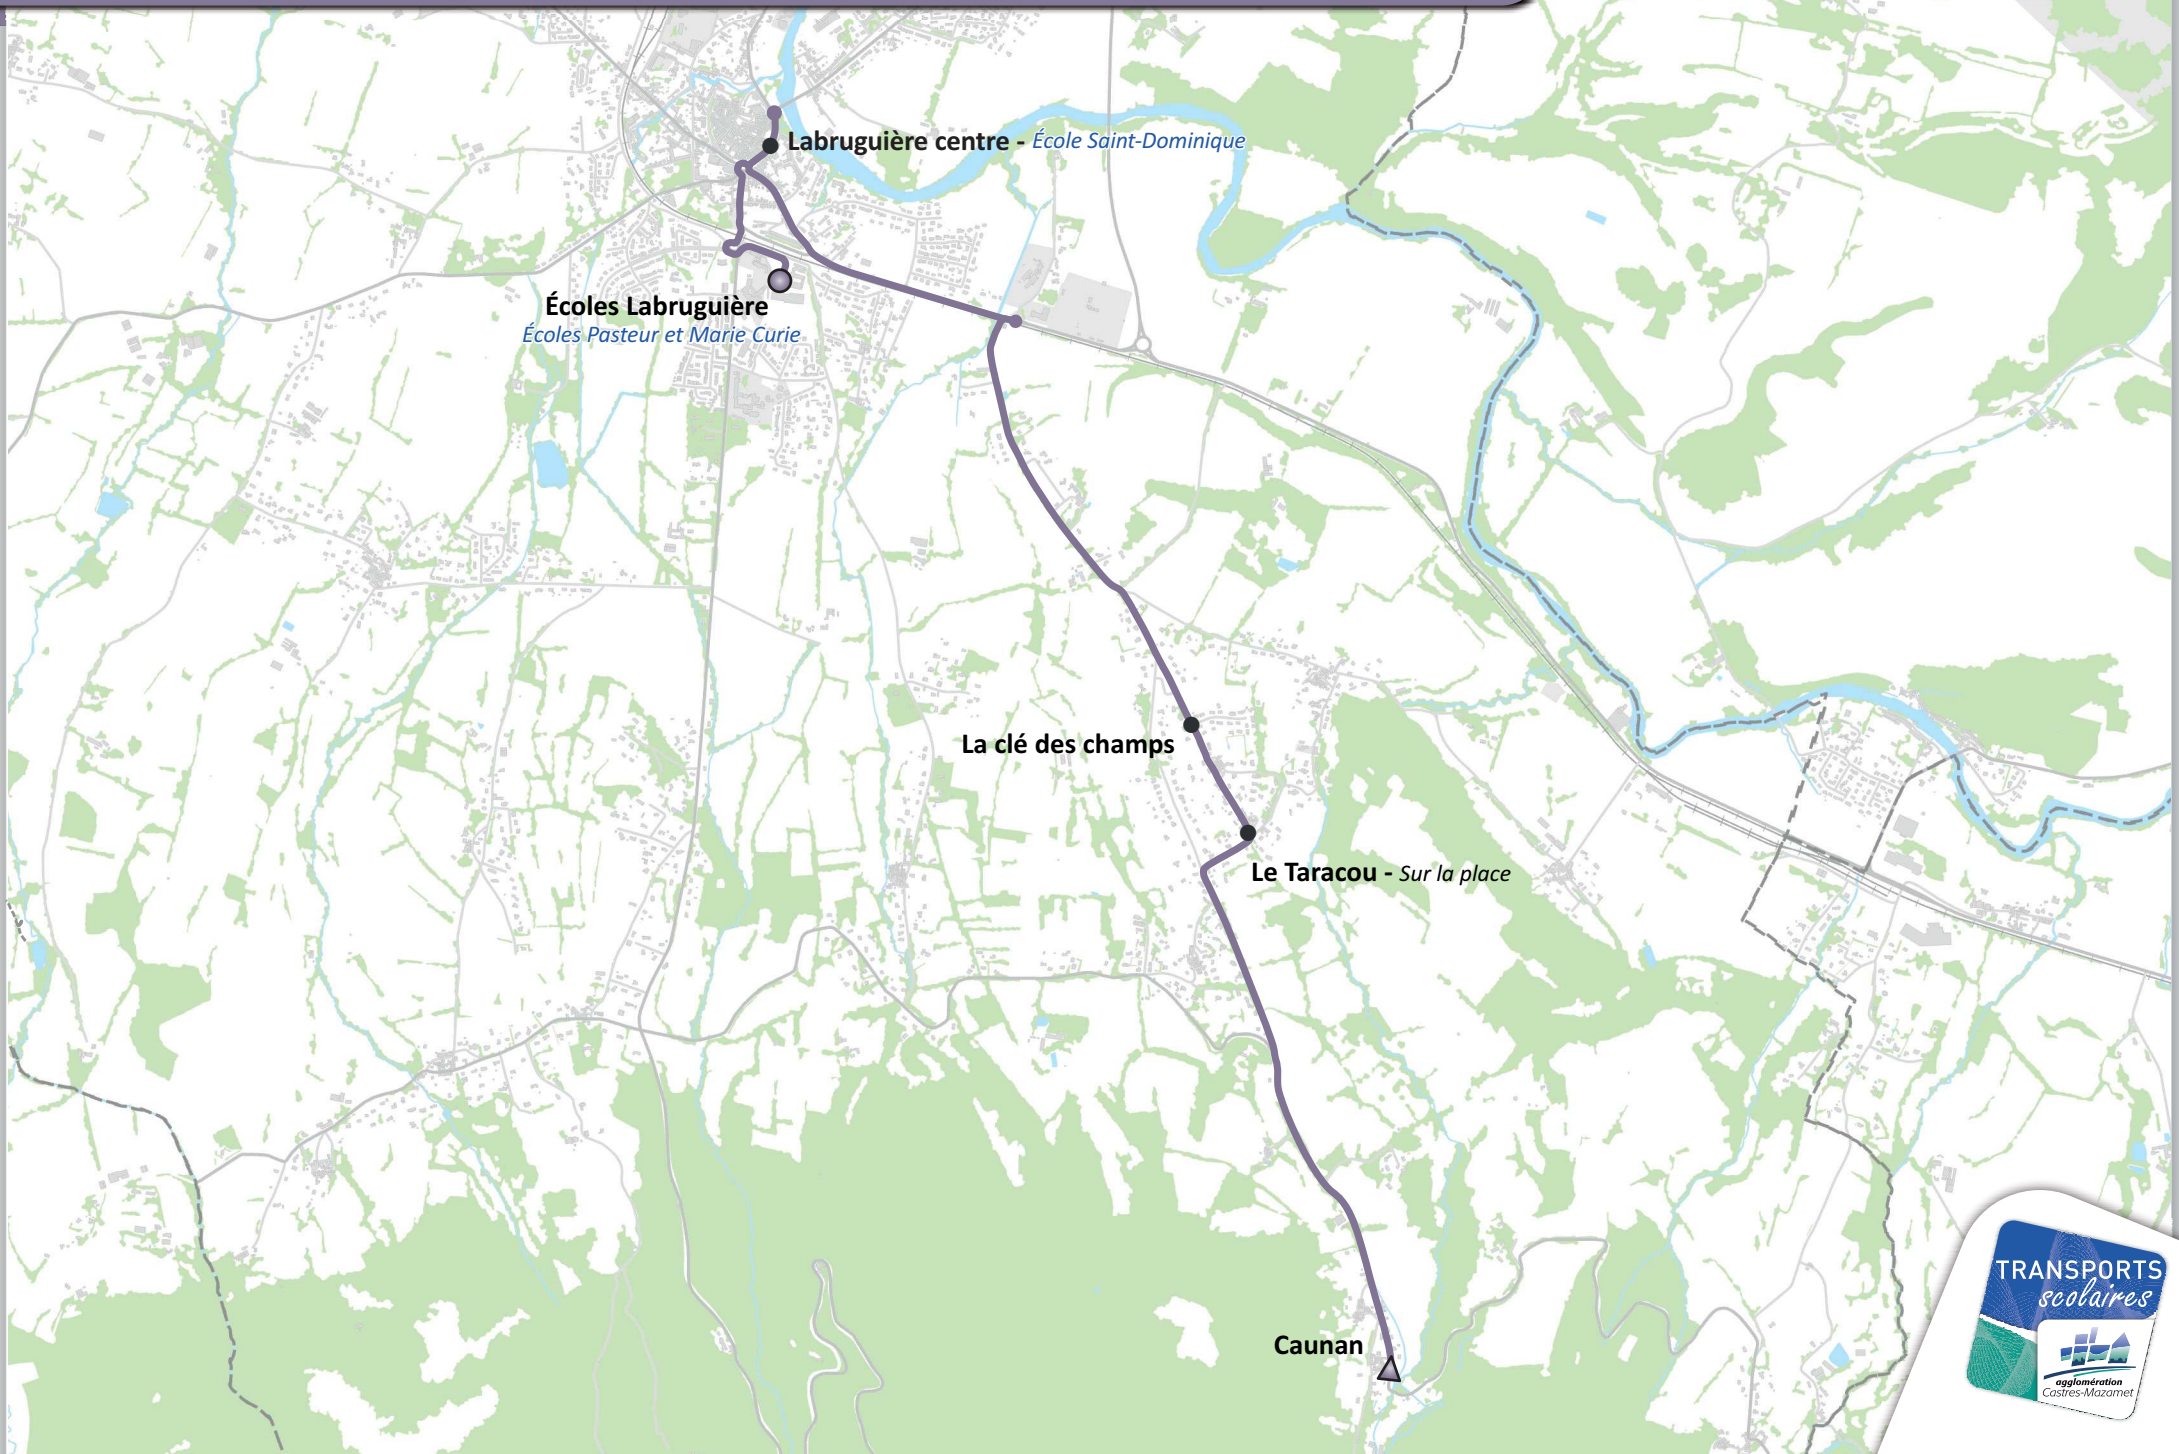 Labruguière centre - École Saint-Dominique
Écoles Labruguière
Écoles Pasteur et Marie Curie
La clé des champs
Le Taracou - Sur la place
Caunan
TRANSPORTS
scolaires
agglomération
Castres-Mazamet